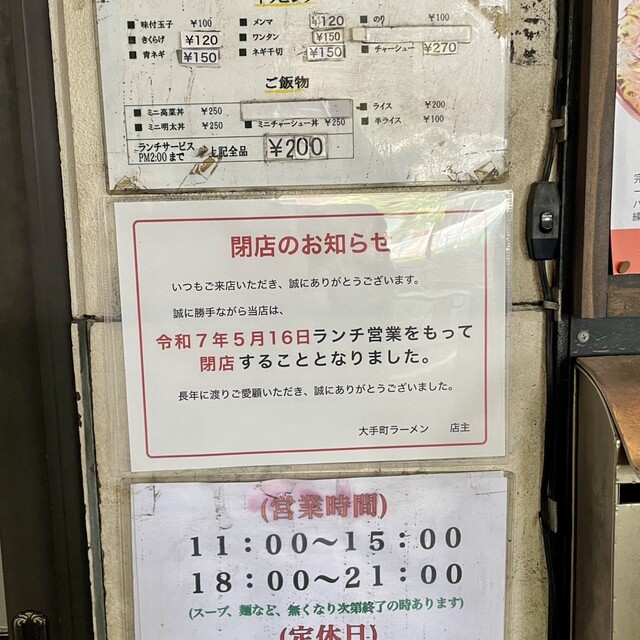 ■ 味付玉子 ¥100 ■ メンマ ¥120 ■ のり ¥100
■ きくらげ ¥120 ■ ワンタン ¥150
■ 青ネギ ¥150 ■ ネギ千切 ¥150 ■ チャーシュー ¥270
ご飯物
■ ミニ高菜丼 ¥250 ■ ライス ¥200
■ ミニ明太丼 ¥250 ■ ミニチャーシュー丼 ¥250 ■ 半ライス ¥100
ランチサービス
PM2:00まで 上記全品 ¥200
閉店のお知らせ
いつもご来店いただき、誠にありがとうございます。
誠に勝手ながら当店は、
令和7年5月16日ランチ営業をもって
閉店することとなりました。
長年に渡りご愛顧いただき、誠にありがとうございました。
大手町ラーメン 店主
(営業時間)
11:00〜15:00
18:00〜21:00
(スープ、麺など、無くなり次第終了の時あります)
(定休日)